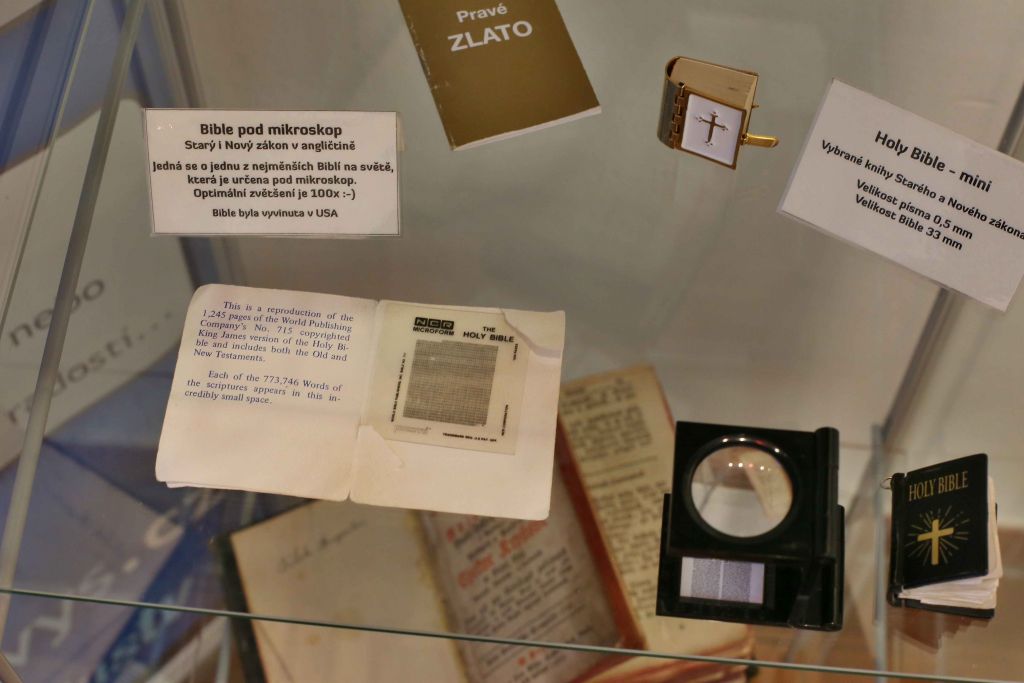 Pravé
ZLATO
Bible pod mikroskop
Starý i Nový zákon v angličtině
Jedná se o jednu z nejměnších Biblí na světě,
která je určena pod mikroskop.
Optimální zvětšení je 100x :-)
Bible byla vyvinuta v USA
Holy Bible - mini
Vybrané knihy Starého a Nového zákona
Velikost písma 0,5 mm
Velikost Bible 33 mm
nebo
radosti...
This is a reproduction of the
1,245 pages of the World Publishing
Company's No. 715 copyrighted
King James version of the Holy Bi-
ble and includes both the Old and
New Testaments.
Each of the 773,746 Words of
the scriptures appears in this in-
credibly small space.
NCR
MICROFORM
THE
HOLY BIBLE
HOLY BIBLE